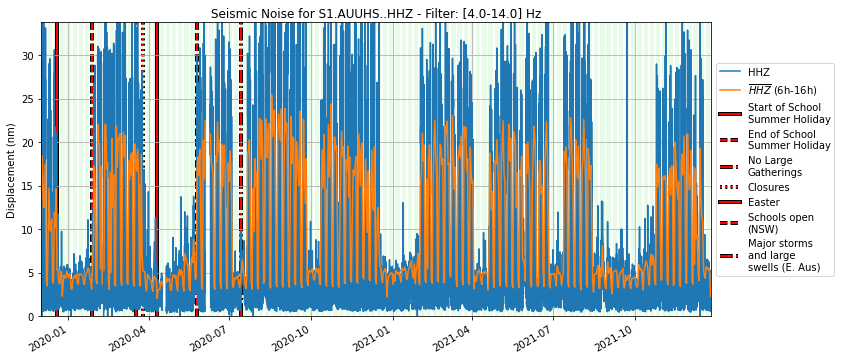 Seismic Noise for S1.AUUHS..HHZ - Filter: [4.0-14.0] Hz
Displacement (nm)
30
25
20
15
10
5
0
2020-01
2020-04
2020-07
2020-10
2021-01
2021-04
2021-07
2021-10
HHZ
HHZ (6h-16h)
Start of School
Summer Holiday
End of School
Summer Holiday
No Large
Gatherings
Closures
Easter
Schools open
(NSW)
Major storms
and large
swells (E. Aus)